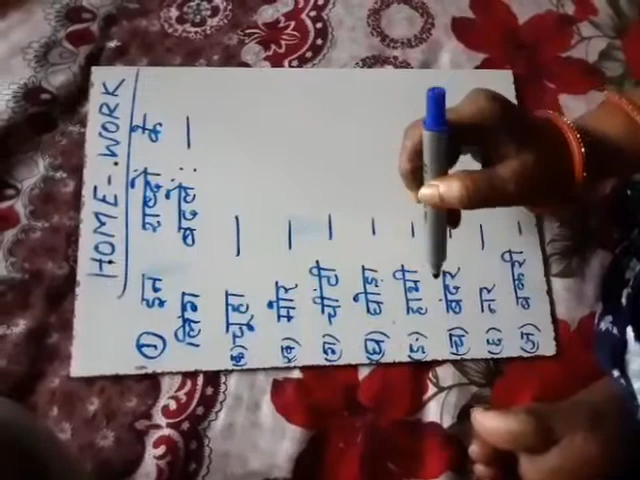 HOME-.WORK
① इन शब्दों के
लिंग बदलें:—
(क) चूहा —
(ख) मोर —
(ग) चींटी —
(घ) घोड़ा —
(ङ) हाथी —
(च) बंदर -
(छ) नर —
(ज) बकरी —